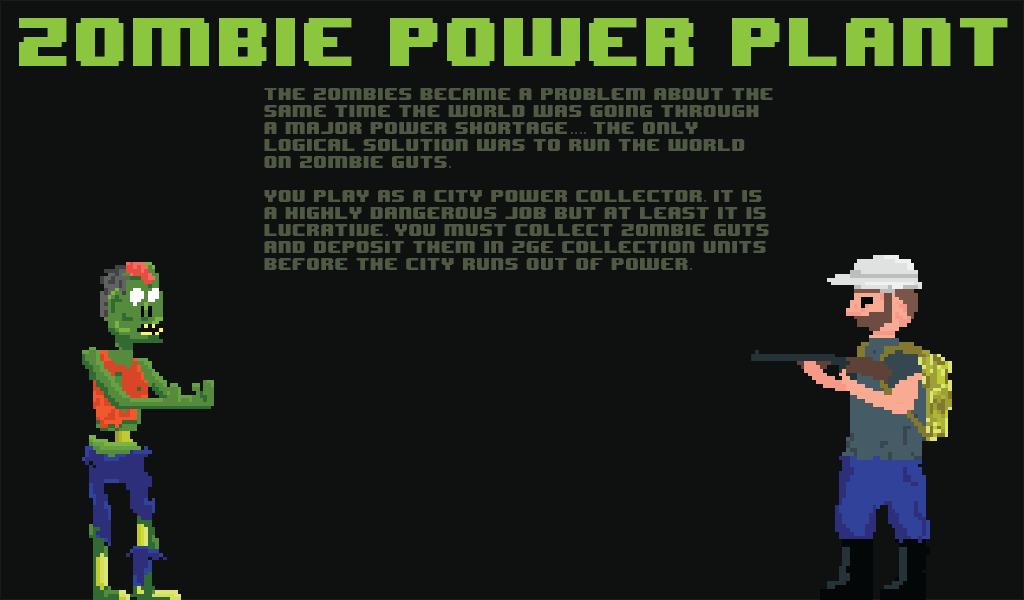 ZOMBIE POWER PLANT
THE ZOMBIES BECAME A PROBLEM ABOUT THE
SAME TIME THE WORLD WAS GOING THROUGH
A MAJOR POWER SHORTAGE.... THE ONLY
LOGICAL SOLUTION WAS TO RUN THE WORLD
ON ZOMBIE GUTS.
YOU PLAY AS A CITY POWER COLLECTOR. IT IS
A HIGHLY DANGEROUS JOB BUT AT LEAST IT IS
LUCRATIVE. YOU MUST COLLECT ZOMBIE GUTS
AND DEPOSIT THEM IN ZGE COLLECTION UNITS
BEFORE THE CITY RUNS OUT OF POWER.